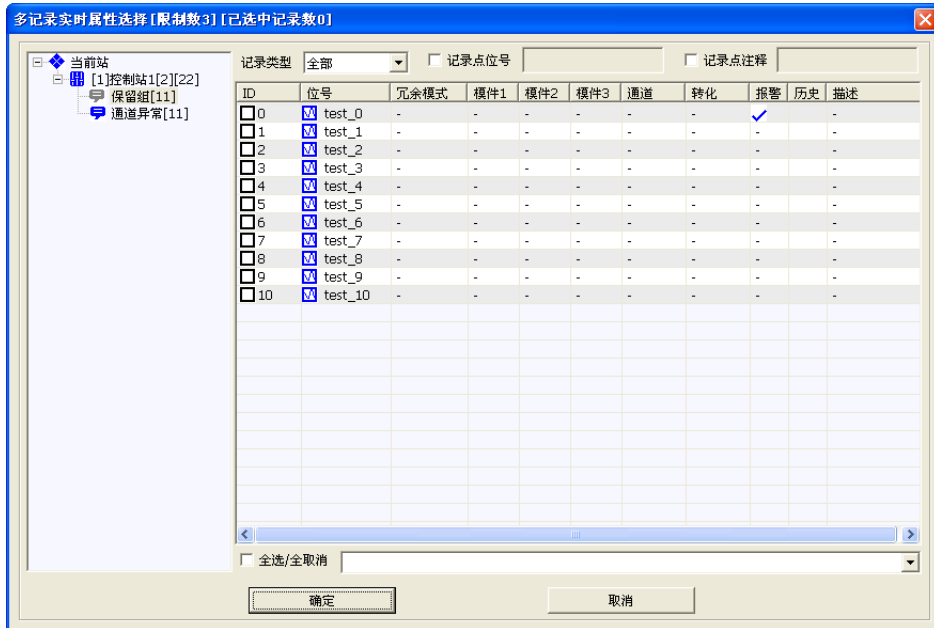 多记录实时属性选择[限制数3][已选中记录数0]
当前站
[1]控制站1[2][22]
保留组[11]
通道异常[11]
记录类型 全部 记录点位号 记录点注释
ID 位号 冗余模式 模件1 模件2 模件3 通道 转化 报警 历史 描述
0 test_0 - - - - - - -
1 test_1 - - - - - - - -
2 test_2 - - - - - - - -
3 test_3 - - - - - - - -
4 test_4 - - - - - - - -
5 test_5 - - - - - - - -
6 test_6 - - - - - - - -
7 test_7 - - - - - - - -
8 test_8 - - - - - - - -
9 test_9 - - - - - - - -
10 test_10 - - - - - - - -
全选/全取消
确定 取消